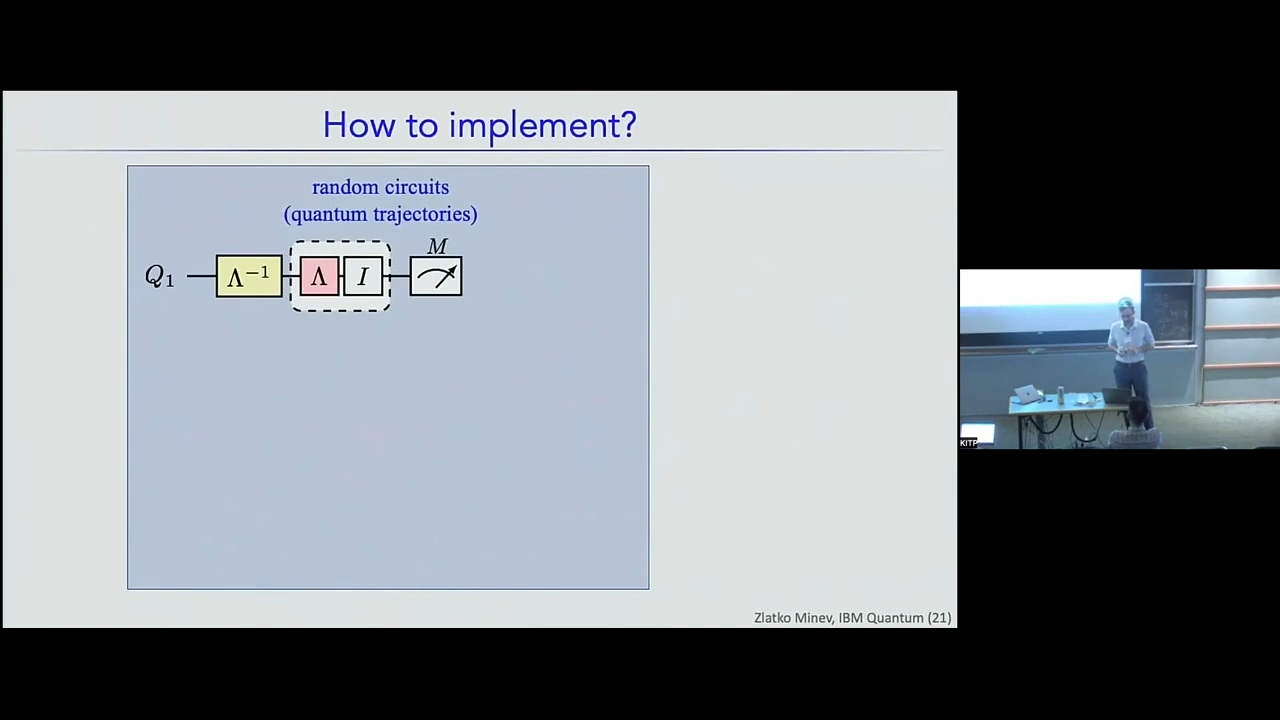 How to implement?
random circuits
(quantum trajectories)
M
Q₁ Λ⁻¹ Λ I
Zlatko Minev, IBM Quantum (21)
KITP